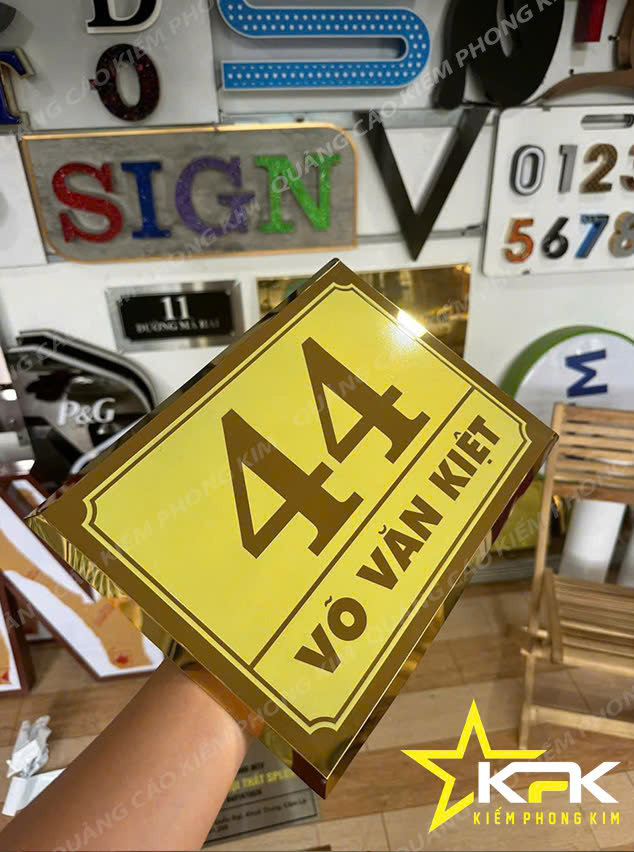 D
O
S
SIGN
V
0123
5678
11
ĐƯỜNG MÃ HAI
P&G
M
44
VÕ VĂN KIỆT
QUẢNG CÁO KIẾM PHONG KIM
KPK
KIẾM PHONG KIM